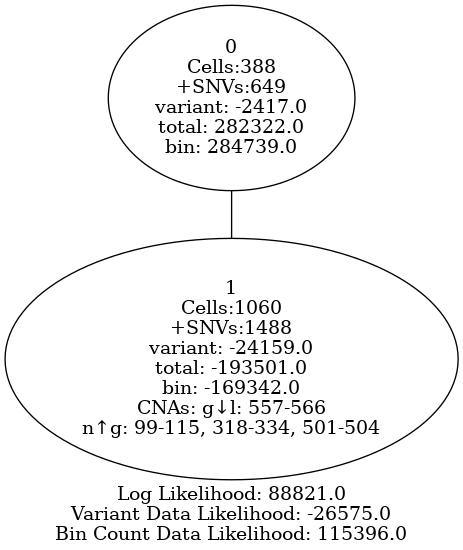 0
Cells:388
+SNVs:649
variant: -2417.0
total: 282322.0
bin: 284739.0
1
Cells:1060
+SNVs:1488
variant: -24159.0
total: -193501.0
bin: -169342.0
CNAs: g↓l: 557-566
n↑g: 99-115, 318-334, 501-504
Log Likelihood: 88821.0
Variant Data Likelihood: -26575.0
Bin Count Data Likelihood: 115396.0